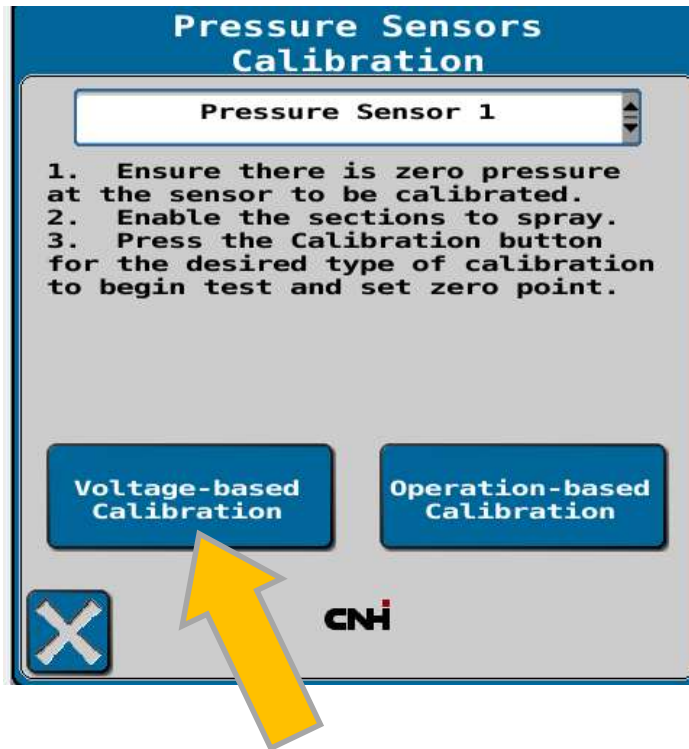 Pressure Sensors
Calibration
Pressure Sensor 1
1. Ensure there is zero pressure
at the sensor to be calibrated.
2. Enable the sections to spray.
3. Press the Calibration button
for the desired type of calibration
to begin test and set zero point.
Voltage-based
Calibration
Operation-based
Calibration
CNHi